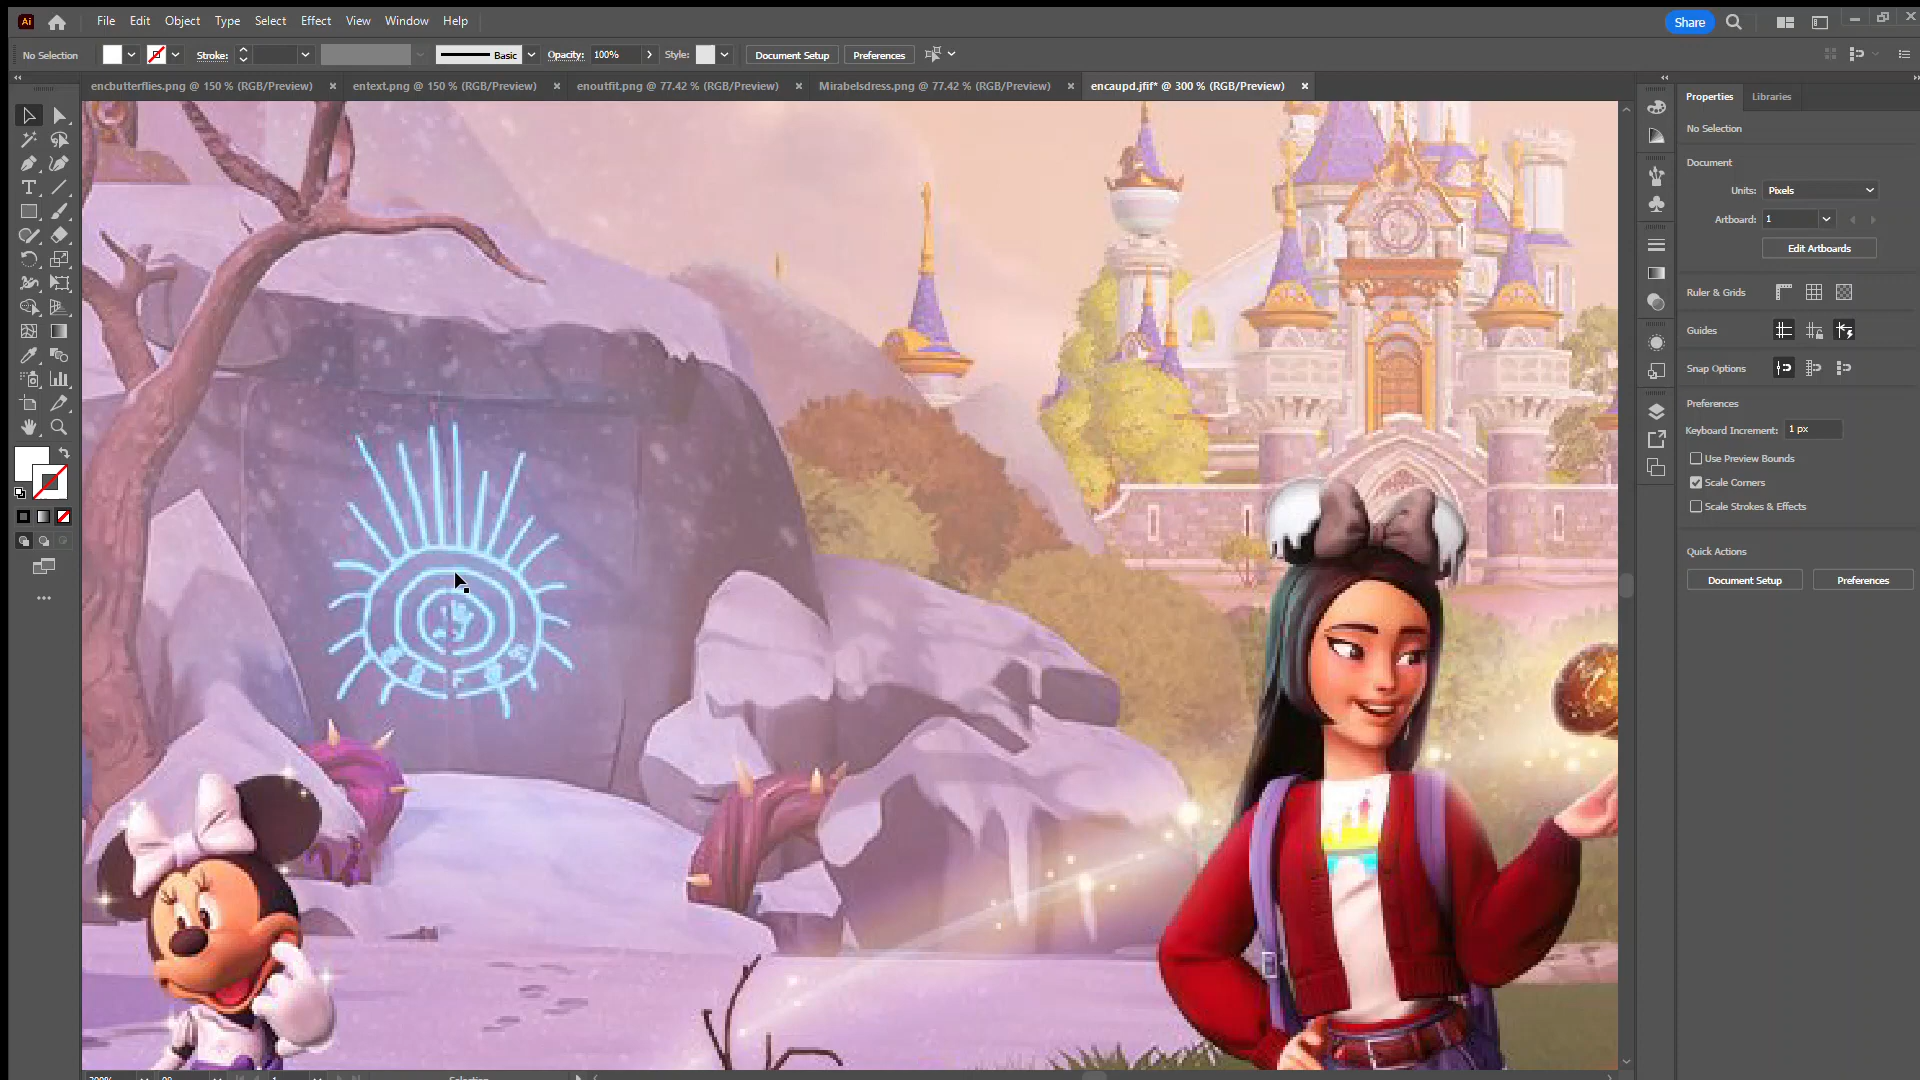 Ai File Edit Object Type Select Effect View Window Help Share
No Selection Stroke: Basic Opacity: 100% Style: Document Setup Preferences
encbutterflies.png @ 150 % (RGB/Preview) entext.png @ 150 % (RGB/Preview) enoutfit.png @ 77.42 % (RGB/Preview) Mirabelsdress.png @ 77.42 % (RGB/Preview) encaupd.jfif* @ 300 % (RGB/Preview)
Properties Libraries
No Selection
Document
Units: Pixels
Artboard: 1
Edit Artboards
Ruler & Grids
Guides
Snap Options
Preferences
Keyboard Increment: 1 px
Use Preview Bounds
Scale Corners
Scale Strokes & Effects
Quick Actions
Document Setup Preferences
300% 1 Selection